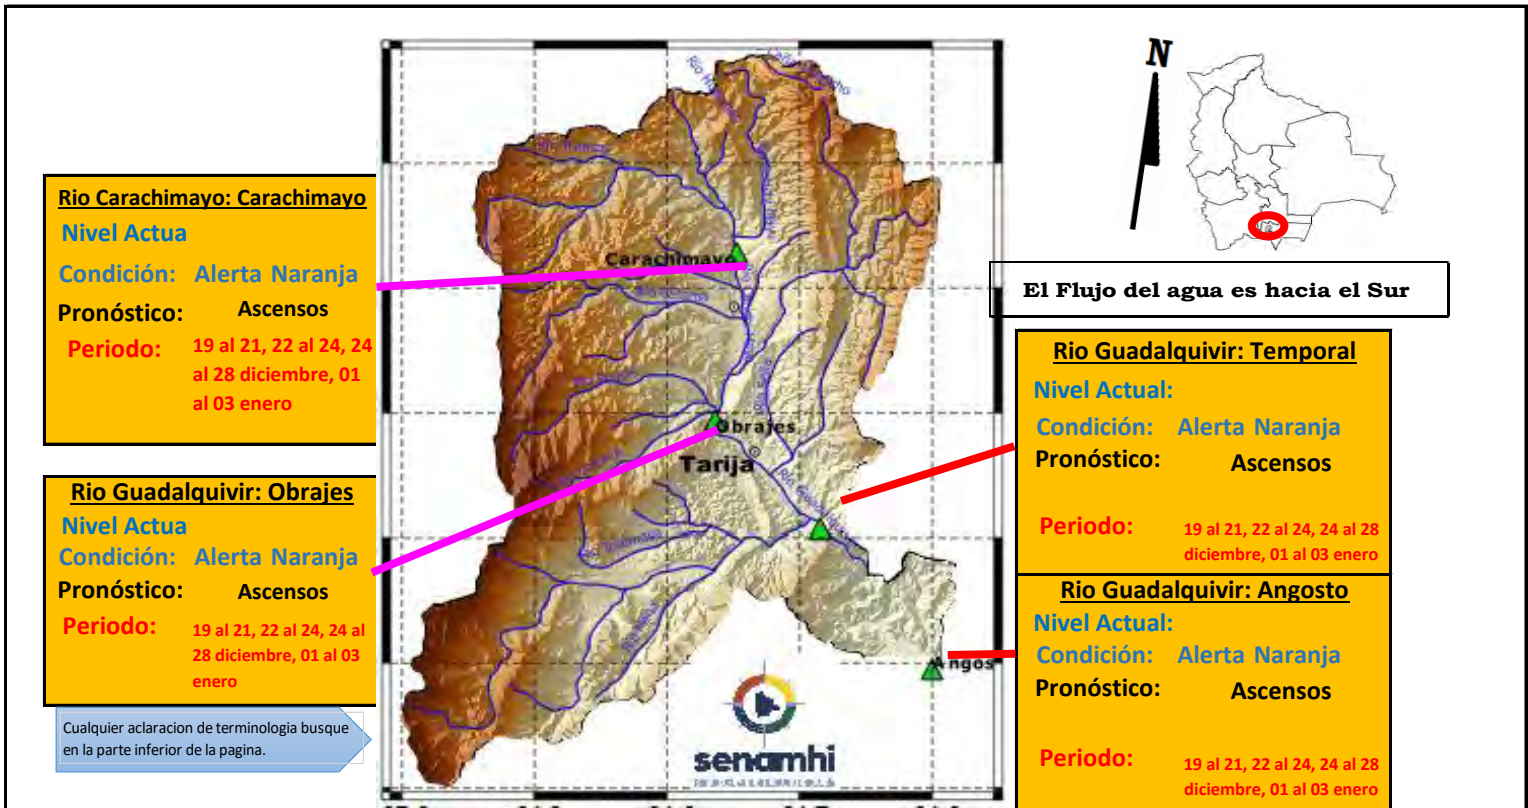 N
El Flujo del agua es hacia el Sur
Rio Carachimayo: Carachimayo
Nivel Actua
Condición: Alerta Naranja
Pronóstico: Ascensos
Periodo: 19 al 21, 22 al 24, 24
al 28 diciembre, 01
al 03 enero
Rio Guadalquivir: Obrajes
Nivel Actua
Condición: Alerta Naranja
Pronóstico: Ascensos
Periodo: 19 al 21, 22 al 24, 24 al
28 diciembre, 01 al 03
enero
Cualquier aclaracion de terminologia busque
en la parte inferior de la pagina.
Carachimayo
Obrajes
Tarija
Angos
senamhi
Rio Guadalquivir: Temporal
Nivel Actual:
Condición: Alerta Naranja
Pronóstico: Ascensos
Periodo: 19 al 21, 22 al 24, 24 al 28
diciembre, 01 al 03 enero
Rio Guadalquivir: Angosto
Nivel Actual:
Condición: Alerta Naranja
Pronóstico: Ascensos
Periodo: 19 al 21, 22 al 24, 24 al 28
diciembre, 01 al 03 enero